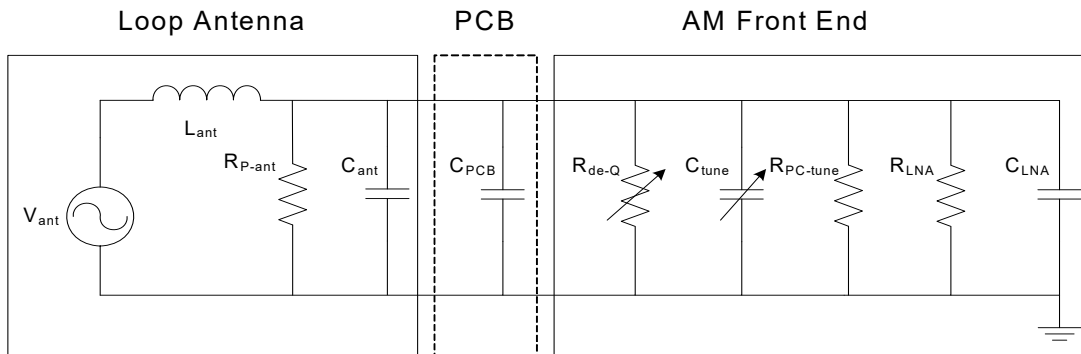 Loop Antenna
PCB
AM Front End
Lant
RP-ant
Cant
CPCB
Rde-Q
Ctune
RPC-tune
RLNA
CLNA
Vant